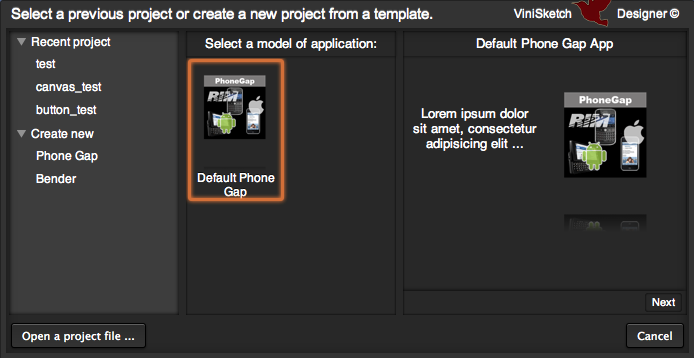 Select a previous project or create a new project from a template.
ViniSketch Designer ©
Recent project
test
canvas_test
button_test
Create new
Phone Gap
Bender
Select a model of application:
PhoneGap
RIM
Default Phone
Gap
Default Phone Gap App
Lorem ipsum dolor
sit amet, consectetur
adipisicing elit ...
PhoneGap
RIM
Next
Open a project file ...
Cancel